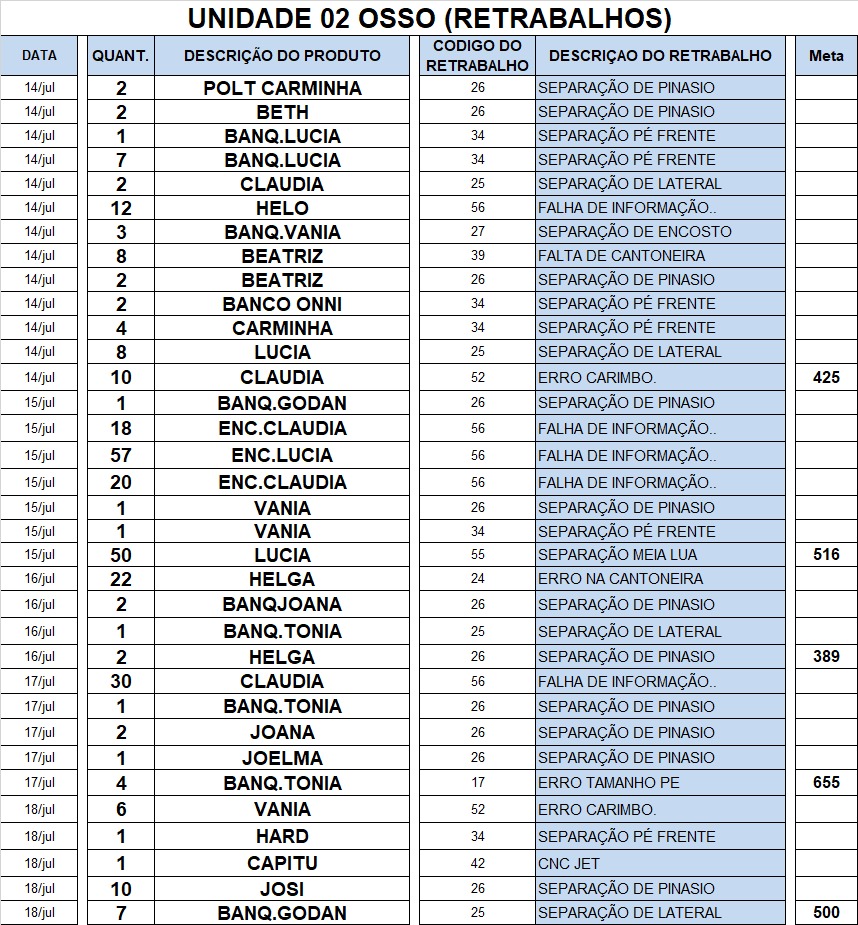 UNIDADE 02 OSSO (RETRABALHOS)
DATA QUANT. DESCRIÇÃO DO PRODUTO CODIGO DO RETRABALHO DESCRIÇAO DO RETRABALHO Meta
14/jul 2 POLT CARMINHA 26 SEPARAÇÃO DE PINASIO
14/jul 2 BETH 26 SEPARAÇÃO DE PINASIO
14/jul 1 BANQ.LUCIA 34 SEPARAÇÃO PÉ FRENTE
14/jul 7 BANQ.LUCIA 34 SEPARAÇÃO PÉ FRENTE
14/jul 2 CLAUDIA 25 SEPARAÇÃO DE LATERAL
14/jul 12 HELO 56 FALHA DE INFORMAÇÃO..
14/jul 3 BANQ.VANIA 27 SEPARAÇÃO DE ENCOSTO
14/jul 8 BEATRIZ 39 FALTA DE CANTONEIRA
14/jul 2 BEATRIZ 26 SEPARAÇÃO DE PINASIO
14/jul 2 BANCO ONNI 34 SEPARAÇÃO PÉ FRENTE
14/jul 4 CARMINHA 34 SEPARAÇÃO PÉ FRENTE
14/jul 8 LUCIA 25 SEPARAÇÃO DE LATERAL
14/jul 10 CLAUDIA 52 ERRO CARIMBO. 425
15/jul 1 BANQ.GODAN 26 SEPARAÇÃO DE PINASIO
15/jul 18 ENC.CLAUDIA 56 FALHA DE INFORMAÇÃO..
15/jul 57 ENC.LUCIA 56 FALHA DE INFORMAÇÃO..
15/jul 20 ENC.CLAUDIA 56 FALHA DE INFORMAÇÃO..
15/jul 1 VANIA 26 SEPARAÇÃO DE PINASIO
15/jul 1 VANIA 34 SEPARAÇÃO PÉ FRENTE
15/jul 50 LUCIA 55 SEPARAÇÃO MEIA LUA 516
16/jul 22 HELGA 24 ERRO NA CANTONEIRA
16/jul 2 BANQJOANA 26 SEPARAÇÃO DE PINASIO
16/jul 1 BANQ.TONIA 25 SEPARAÇÃO DE LATERAL
16/jul 2 HELGA 26 SEPARAÇÃO DE PINASIO 389
17/jul 30 CLAUDIA 56 FALHA DE INFORMAÇÃO..
17/jul 1 BANQ.TONIA 26 SEPARAÇÃO DE PINASIO
17/jul 2 JOANA 26 SEPARAÇÃO DE PINASIO
17/jul 1 JOELMA 26 SEPARAÇÃO DE PINASIO
17/jul 4 BANQ.TONIA 17 ERRO TAMANHO PE 655
18/jul 6 VANIA 52 ERRO CARIMBO.
18/jul 1 HARD 34 SEPARAÇÃO PÉ FRENTE
18/jul 1 CAPITU 42 CNC JET
18/jul 10 JOSI 26 SEPARAÇÃO DE PINASIO
18/jul 7 BANQ.GODAN 25 SEPARAÇÃO DE LATERAL 500